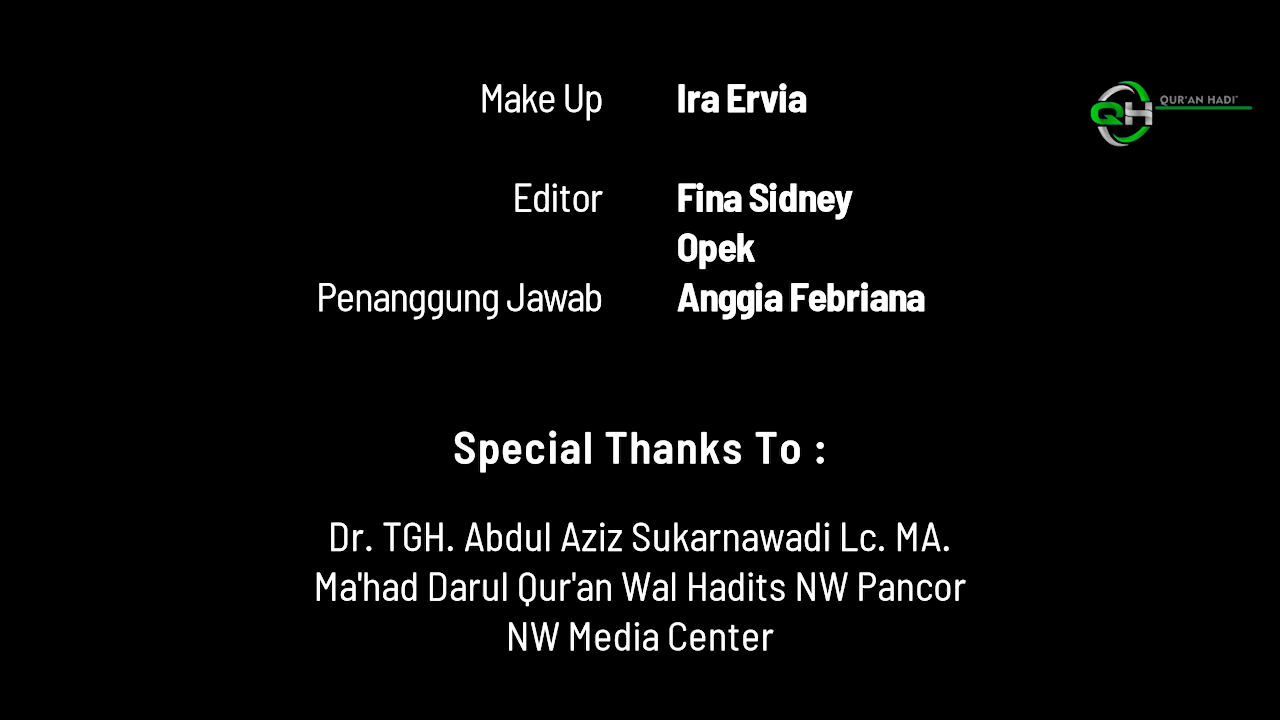 Make Up Ira Ervia
QH QUR'AN HADI
Editor Fina Sidney
Opek
Penanggung Jawab Anggia Febriana
Special Thanks To :
Dr. TGH. Abdul Aziz Sukarnawadi Lc. MA.
Ma'had Darul Qur'an Wal Hadits NW Pancor
NW Media Center